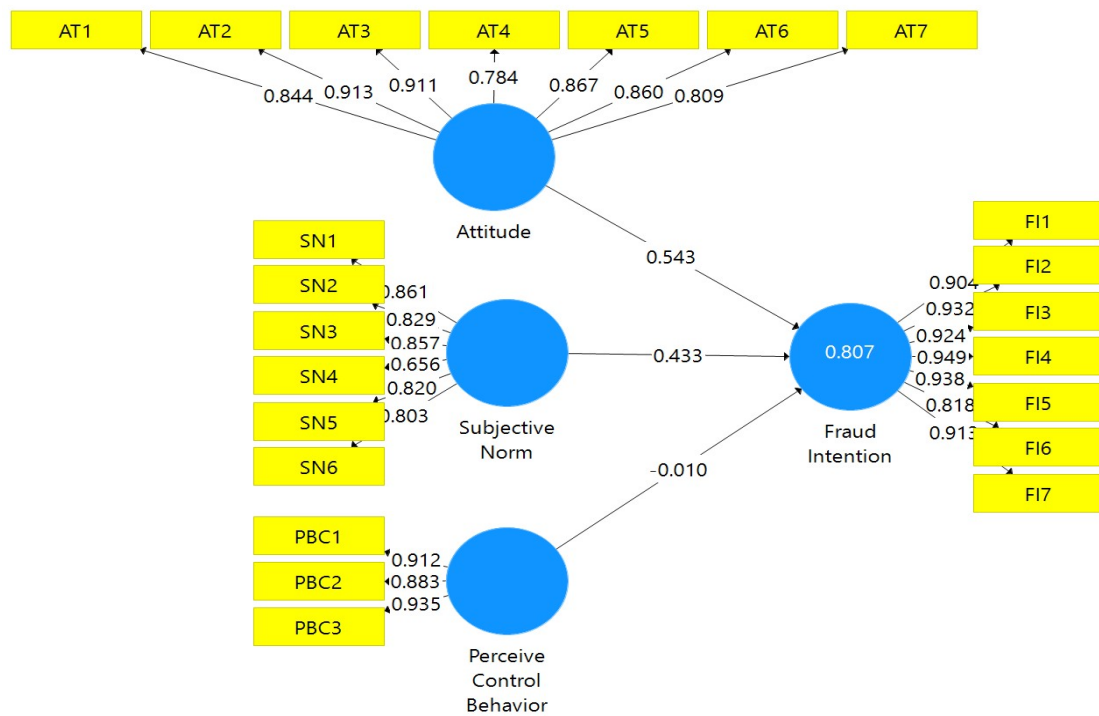 AT1 AT2 AT3 AT4 AT5 AT6 AT7
0.844 0.913 0.911 0.784 0.867 0.860 0.809
Attitude
0.543
SN1
SN2
SN3
SN4
SN5
SN6
0.861
0.829
0.857
0.656
0.820
0.803
Subjective
Norm
0.433
PBC1
PBC2
PBC3
0.912
0.883
0.935
Perceive
Control
Behavior
-0.010
0.807
Fraud
Intention
0.904
0.932
0.924
0.949
0.938
0.818
0.913
FI1
FI2
FI3
FI4
FI5
FI6
FI7